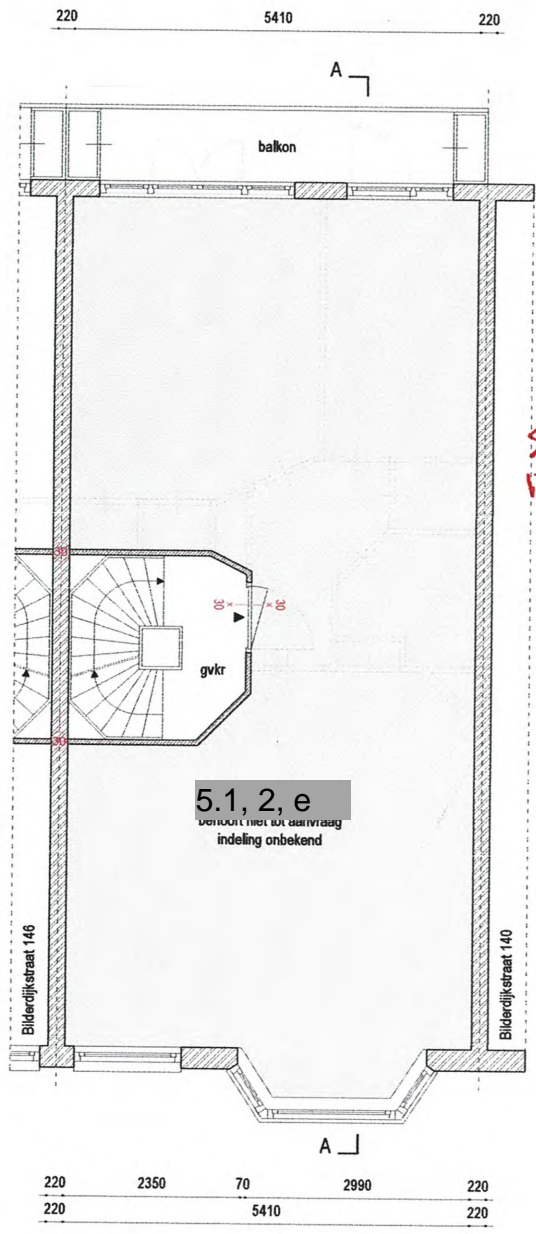 220 5410 220
A
balkon
30
30 30
gvkr
30
5.1, 2, e
behoort niet tot aanvraag
indeling onbekend
Bilderdijkstraat 146
Bilderdijkstraat 140
A
220 2350 70 2990 220
220 5410 220